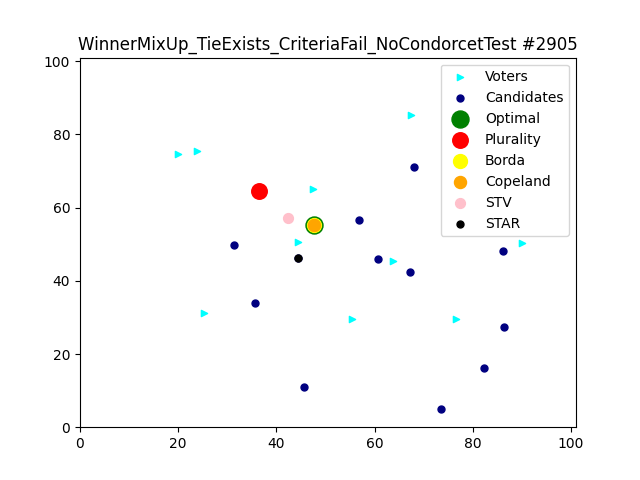 WinnerMixUp_TieExists_CriteriaFail_NoCondorcetTest #2905
100
80
60
40
20
0
0 20 40 60 80 100
Voters
Candidates
Optimal
Plurality
Borda
Copeland
STV
STAR